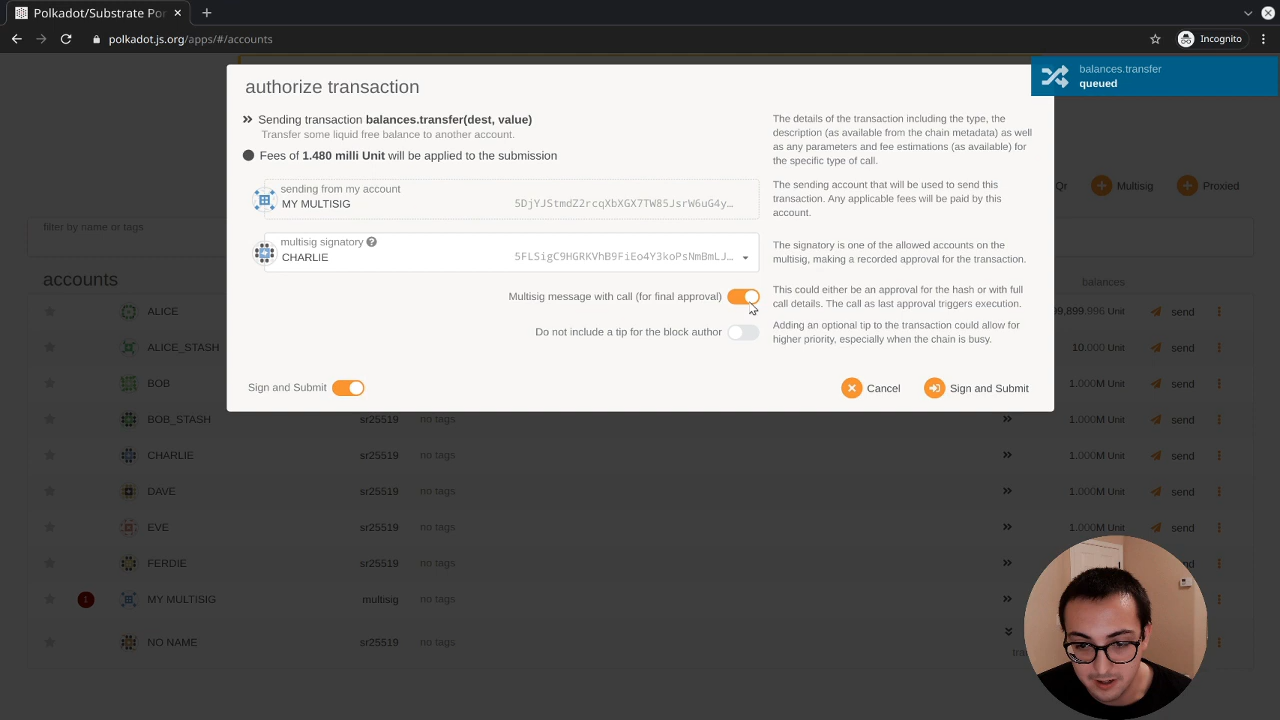 Polkadot/Substrate Por
polkadot.js.org/apps/#/accounts
Incognito
authorize transaction
balances.transfer
queued
Sending transaction balances.transfer(dest, value)
Transfer some liquid free balance to another account.
Fees of 1.480 milli Unit will be applied to the submission
The details of the transaction including the type, the
description (as available from the chain metadata) as well
as any parameters and fee estimations (as available) for
the specific type of call.
sending from my account
MY MULTISIG
5DjYJStmdZ2rcqXbXGX7TW85JsrW6uG4y…
The sending account that will be used to send this
transaction. Any applicable fees will be paid by this
account.
Qr
Multisig
Proxied
filter by name or tags
multisig signatory
CHARLIE
5FLSigC9HGRKVhB9FiEo4Y3koPsNmBmLJ…
The signatory is one of the allowed accounts on the
multisig, making a recorded approval for the transaction.
accounts
balances
Multisig message with call (for final approval)
This could either be an approval for the hash or with full
call details. The call as last approval triggers execution.
Do not include a tip for the block author
Adding an optional tip to the transaction could allow for
higher priority, especially when the chain is busy.
Sign and Submit
Cancel
Sign and Submit
ALICE
99,899.996 Unit
send
ALICE_STASH
10.000 Unit
send
BOB
1.000M Unit
send
BOB_STASH
sr25519
no tags
1.000M Unit
send
CHARLIE
sr25519
no tags
1.000M Unit
send
DAVE
sr25519
no tags
1.000M Unit
send
EVE
sr25519
no tags
1.000M Unit
send
FERDIE
sr25519
no tags
1
MY MULTISIG
multisig
no tags
NO NAME
sr25519
no tags